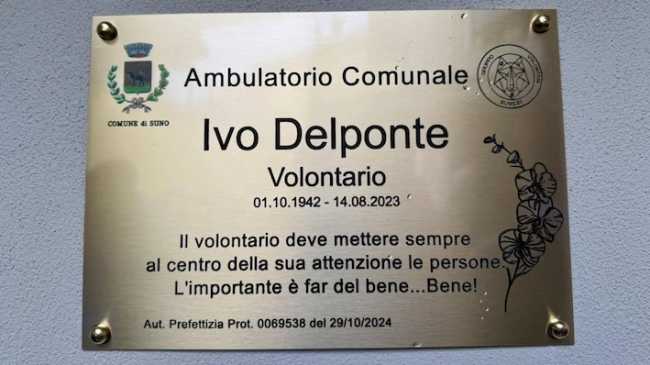 Ambulatorio Comunale
COMUNE di SUNO
Ivo Delponte
Volontario
01.10.1942 - 14.08.2023
Il volontario deve mettere sempre
al centro della sua attenzione le persone.
L'importante è far del bene...Bene!
Aut. Prefettizia Prot. 0069538 del 29/10/2024